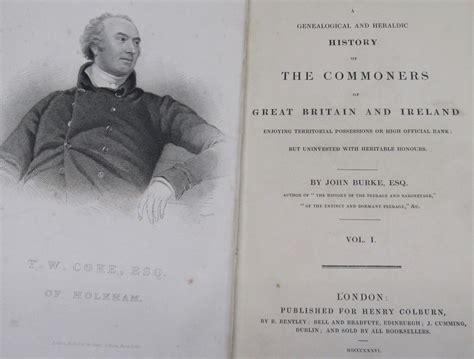 T. W. COKE, ESQ.
OF HOLKHAM.
A
GENEALOGICAL AND HERALDIC
HISTORY
OF
THE COMMONERS
OF
GREAT BRITAIN AND IRELAND
ENJOYING TERRITORIAL POSSESSIONS OR HIGH OFFICIAL RANK;
BUT UNINVESTED WITH HERITABLE HONOURS.
BY JOHN BURKE, ESQ.
AUTHOR OF "THE HISTORY OF THE PEERAGE AND BARONETAGE,"
"OF THE EXTINCT AND DORMANT PEERAGE," &c.
VOL. I.
LONDON:
PUBLISHED FOR HENRY COLBURN,
BY R. BENTLEY: BELL AND BRADFUTE, EDINBURGH; J. CUMMING,
DUBLIN; AND SOLD BY ALL BOOKSELLERS.
MDCCCXXXVI.